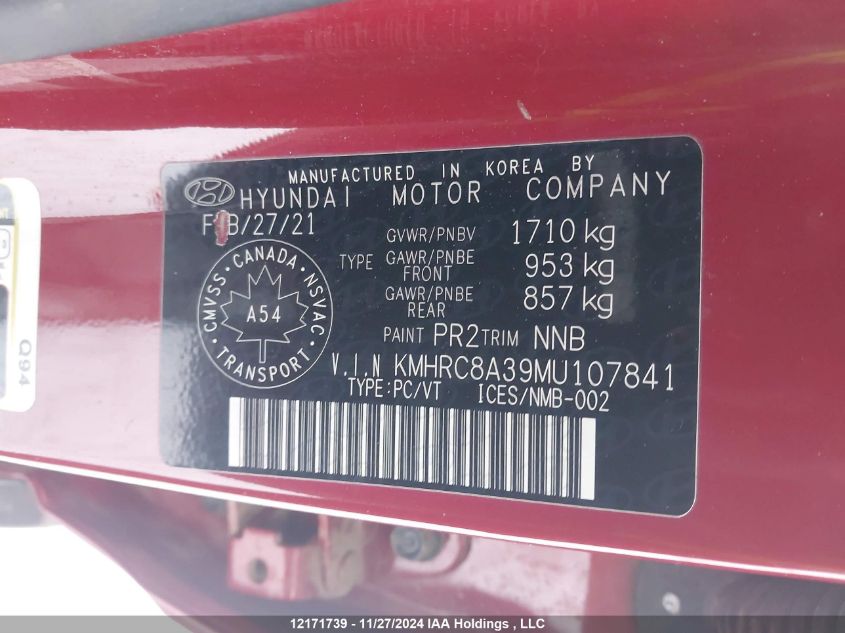 MANUFACTURED IN KOREA BY
HYUNDAI MOTOR COMPANY
/27/21
GVWR/PNBV 1710 kg
TYPE GAWR/PNBE FRONT 953 kg
GAWR/PNBE REAR 857 kg
CMVSS · CANADA · NSVAC · TRANSPORT ·
A54
PAINT PR2 TRIM NNB
V.I.N KMHRC8A39MU107841
TYPE:PC/VT ICES/NMB-002
Q94
12171739 - 11/27/2024 IAA Holdings , LLC